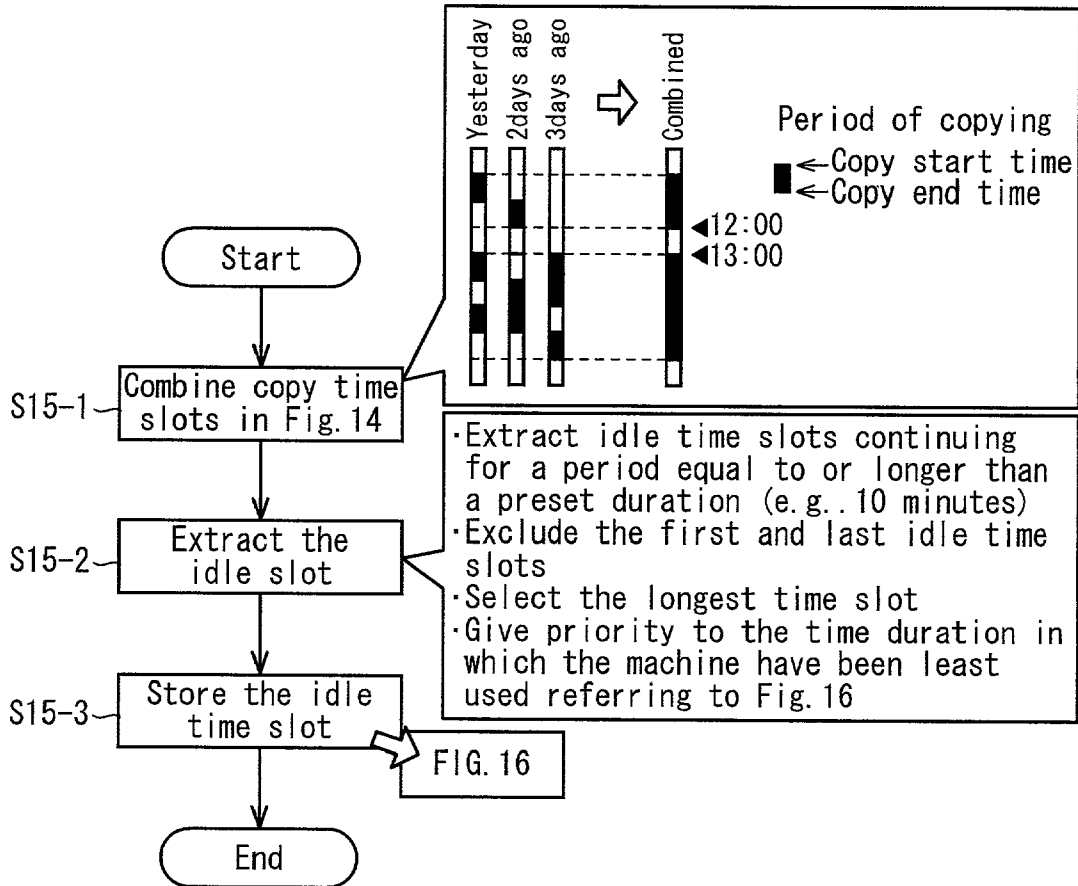 Yesterday
2days ago
3days ago
Combined
Period of copying
Copy start time
Copy end time
12:00
13:00
Start
S15-1
Combine copy time
slots in Fig.14
·Extract idle time slots continuing
for a period equal to or longer than
a preset duration (e.g..10 minutes)
·Exclude the first and last idle time
slots
·Select the longest time slot
·Give priority to the time duration in
which the machine have been least
used referring to Fig.16
S15-2
Extract the
idle slot
S15-3
Store the idle
time slot
FIG.16
End